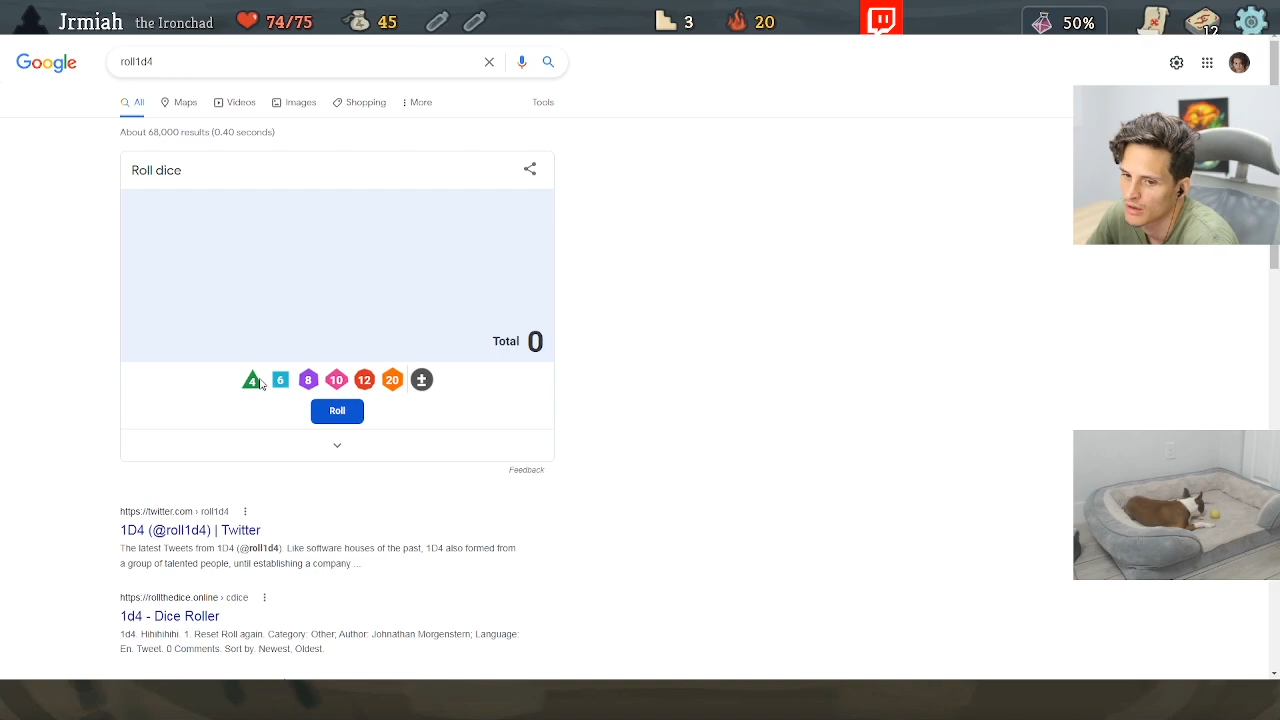 Jrmiah the Ironchad 74/75 45 3 20 50% 12
Google roll1d4
All Maps Videos Images Shopping More Tools
About 68,000 results (0.40 seconds)
Roll dice
Total 0
4 6 8 10 12 20 ±
Roll
Feedback
https://twitter.com › roll1d4
1D4 (@roll1d4) | Twitter
The latest Tweets from 1D4 (@roll1d4). Like software houses of the past, 1D4 also formed from
a group of talented people, until establishing a company ...
https://rollthedice.online › cdice
1d4 - Dice Roller
1d4. Hihihihihi. 1. Reset Roll again. Category: Other; Author: Johnathan Morgenstern; Language:
En. Tweet. 0 Comments. Sort by. Newest, Oldest.